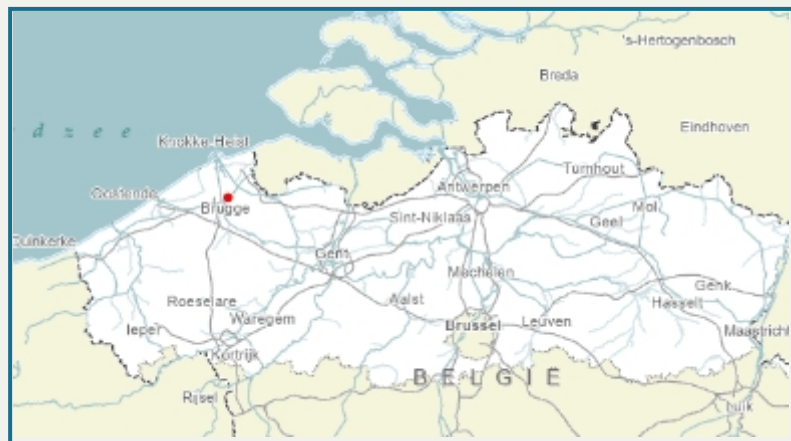 's-Hertogenbosch
Breda
Eindhoven
d z e e
Knokke-Heist
Turnhout
Oostende
Antwerpen
Brugge
Sint-Niklaas
Mol
Geel
Duinkerke
Gent
Mechelen
Genk
Roeselare
Aalst
Hasselt
Waregem
Ieper
Brussel
Leuven
Maastricht
Kortrijk
BELGIË
Rijsel
Luik